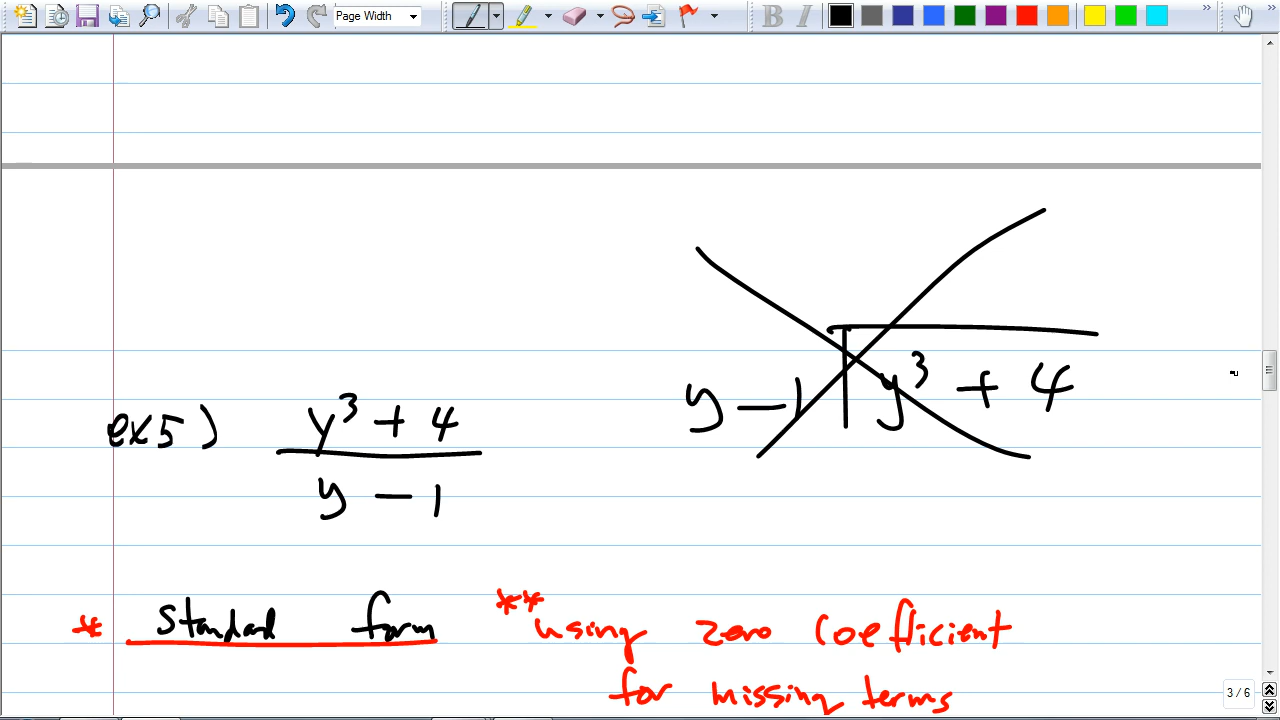 Page Width
B I
ex5) y³ + 4 / y − 1
y − 1 y³ + 4
* Standard form ** using zero coefficient
for missing terms
3 / 6